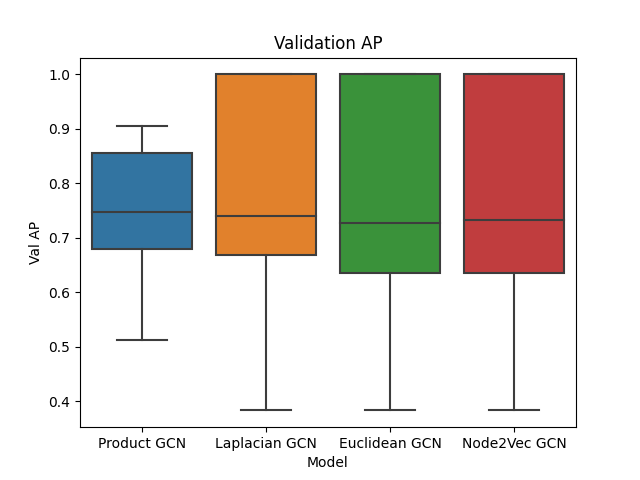 Validation AP
1.0
0.9
0.8
0.7
0.6
0.5
0.4
Val AP
Product GCN
Laplacian GCN
Euclidean GCN
Node2Vec GCN
Model